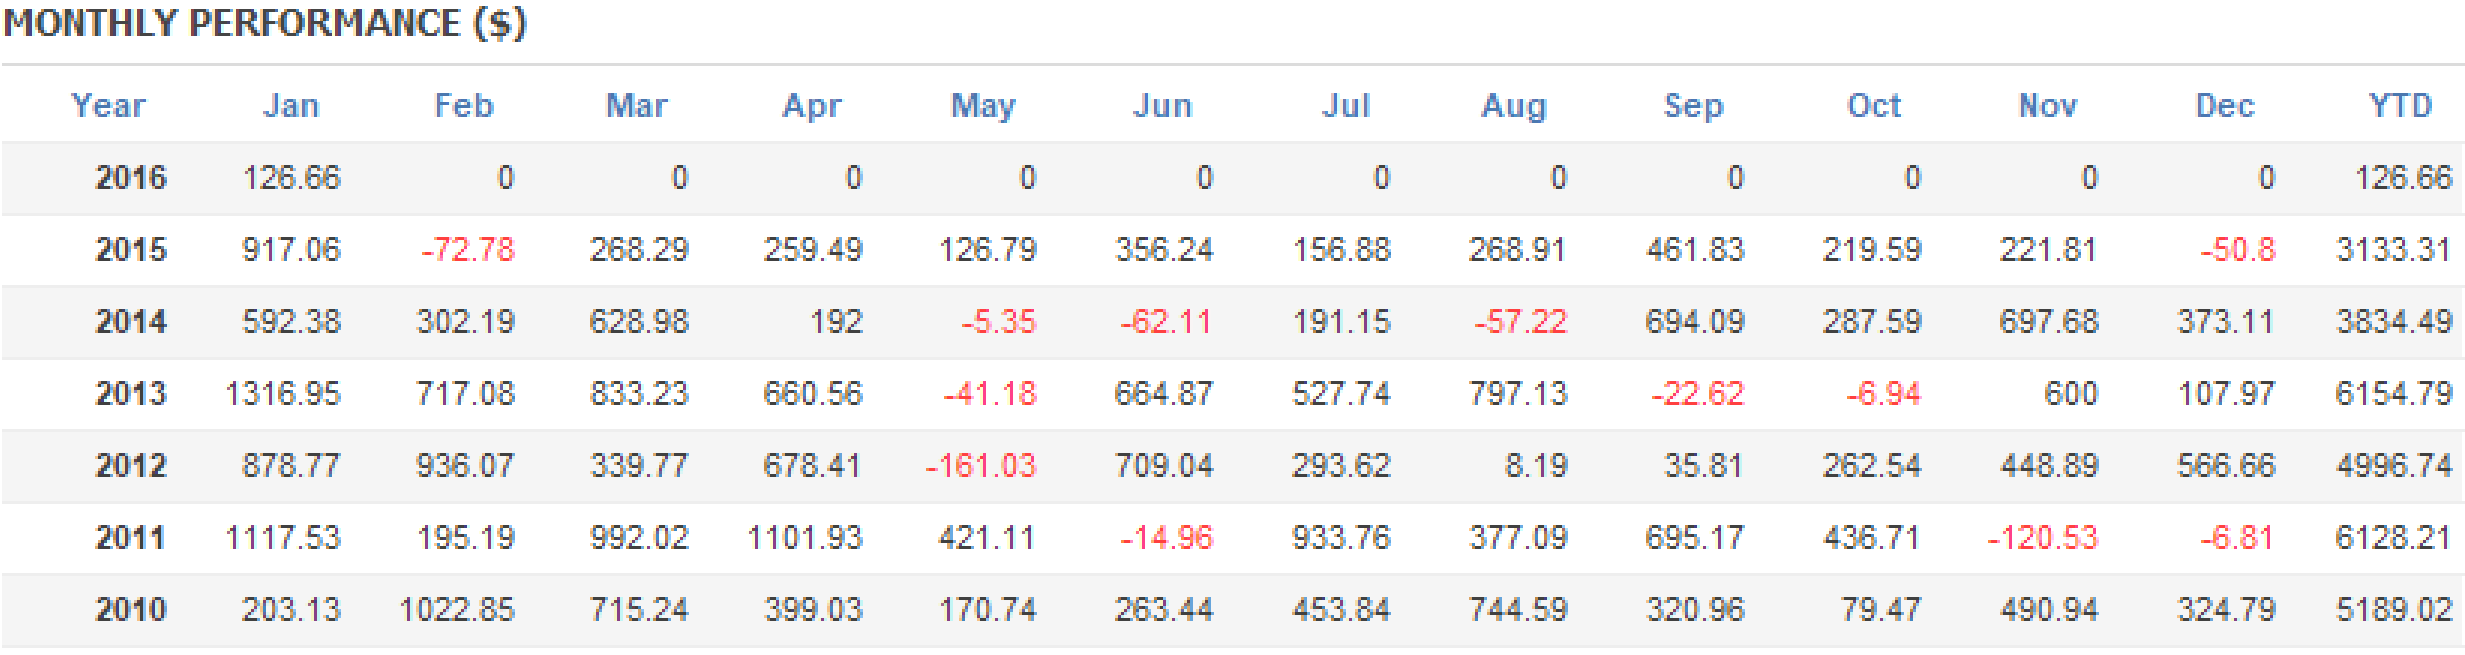 MONTHLY PERFORMANCE ($)
Year Jan Feb Mar Apr May Jun Jul Aug Sep Oct Nov Dec YTD
2016 126.66 0 0 0 0 0 0 0 0 0 0 0 126.66
2015 917.06 -72.78 268.29 259.49 126.79 356.24 156.88 268.91 461.83 219.59 221.81 -50.8 3133.31
2014 592.38 302.19 628.98 192 -5.35 -62.11 191.15 -57.22 694.09 287.59 697.68 373.11 3834.49
2013 1316.95 717.08 833.23 660.56 -41.18 664.87 527.74 797.13 -22.62 -6.94 600 107.97 6154.79
2012 878.77 936.07 339.77 678.41 -161.03 709.04 293.62 8.19 35.81 262.54 448.89 566.66 4996.74
2011 1117.53 195.19 992.02 1101.93 421.11 -14.96 933.76 377.09 695.17 436.71 -120.53 -6.81 6128.21
2010 203.13 1022.85 715.24 399.03 170.74 263.44 453.84 744.59 320.96 79.47 490.94 324.79 5189.02